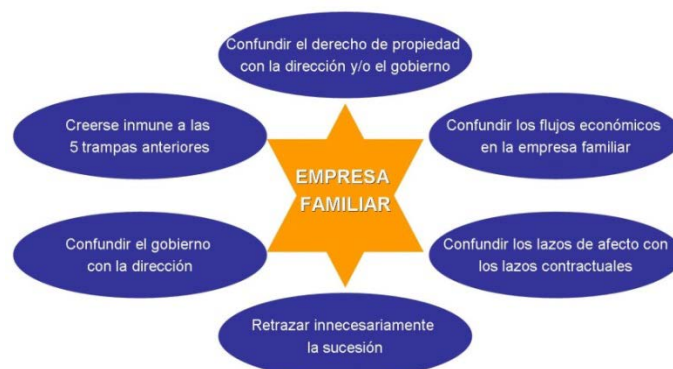 Confundir el derecho de propiedad
con la dirección y/o el gobierno
Creerse inmune a las
5 trampas anteriores
Confundir los flujos económicos
en la empresa familiar
EMPRESA
FAMILIAR
Confundir el gobierno
con la dirección
Confundir los lazos de afecto con
los lazos contractuales
Retrazar innecesariamente
la sucesión